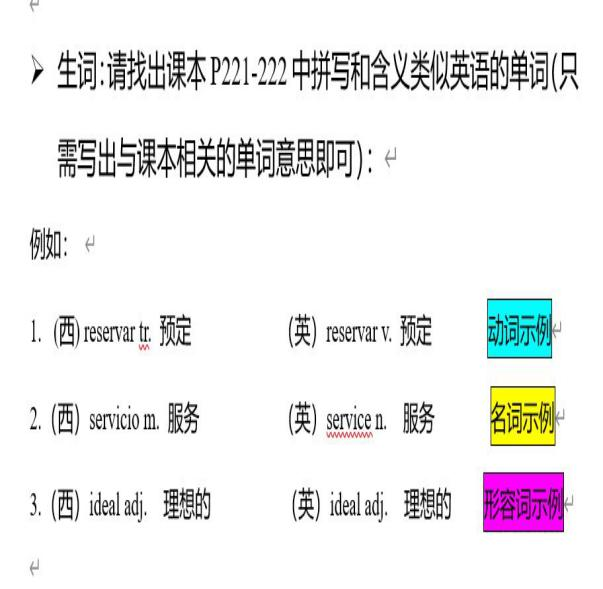 ➢ 生词:请找出课本 P221-222 中拼写和含义类似英语的单词(只
需写出与课本相关的单词意思即可)：
例如：
1. (西) reservar tr. 预定 (英) reservar v. 预定 动词示例
2. (西) servicio m. 服务 (英) service n. 服务 名词示例
3. (西) ideal adj. 理想的 (英) ideal adj. 理想的 形容词示例